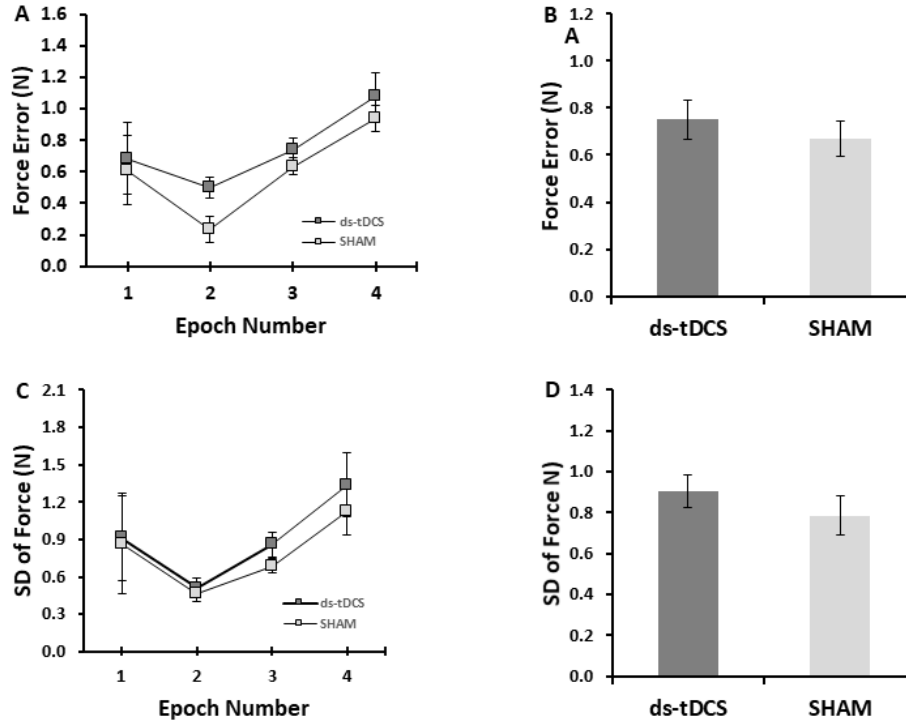 A
Force Error (N)
1.6
1.4
1.2
1.0
0.8
0.6
0.4
0.2
0.0
ds-tDCS
SHAM
1 2 3 4
Epoch Number
B
A
Force Error (N)
1.2
1.0
0.8
0.6
0.4
0.2
0.0
ds-tDCS SHAM
C
SD of Force (N)
2.1
1.8
1.5
1.2
0.9
0.6
0.3
0.0
ds-tDCS
SHAM
1 2 3 4
Epoch Number
D
SD of Force N)
1.4
1.2
1.0
0.8
0.6
0.4
0.2
0.0
ds-tDCS SHAM